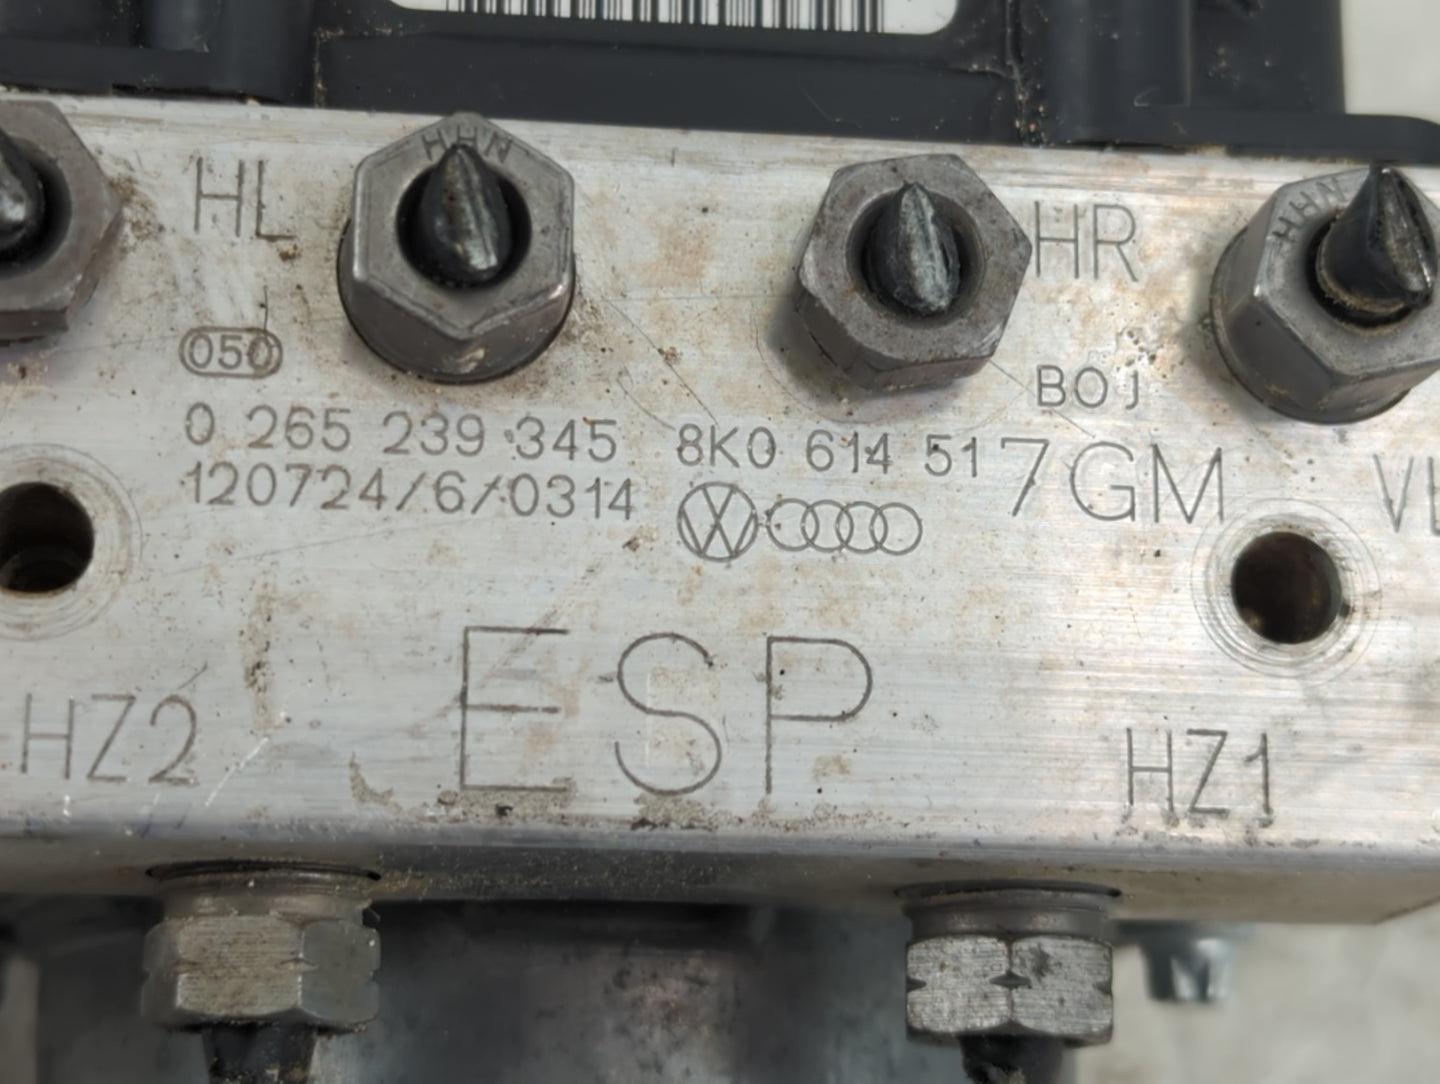 HHN
HHN
HL
HR
050
BOJ
0 265 239 345 8K0 614 517GM
120724/6/0314
ESP
HZ2
HZ1